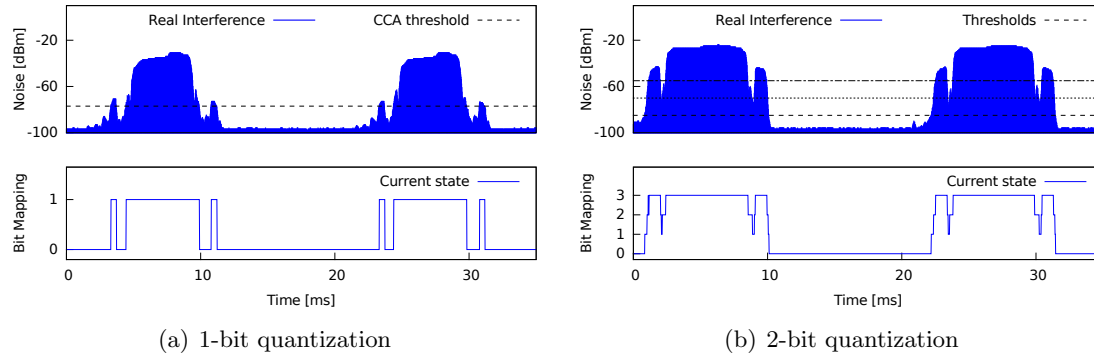 Real Interference
CCA threshold
Noise [dBm]
-20
-60
-100
Current state
Bit Mapping
1
0
0 10 20 30
Time [ms]
(a) 1-bit quantization
Real Interference
Thresholds
Noise [dBm]
-20
-60
-100
Current state
Bit Mapping
3
2
1
0
0 10 20 30
Time [ms]
(b) 2-bit quantization